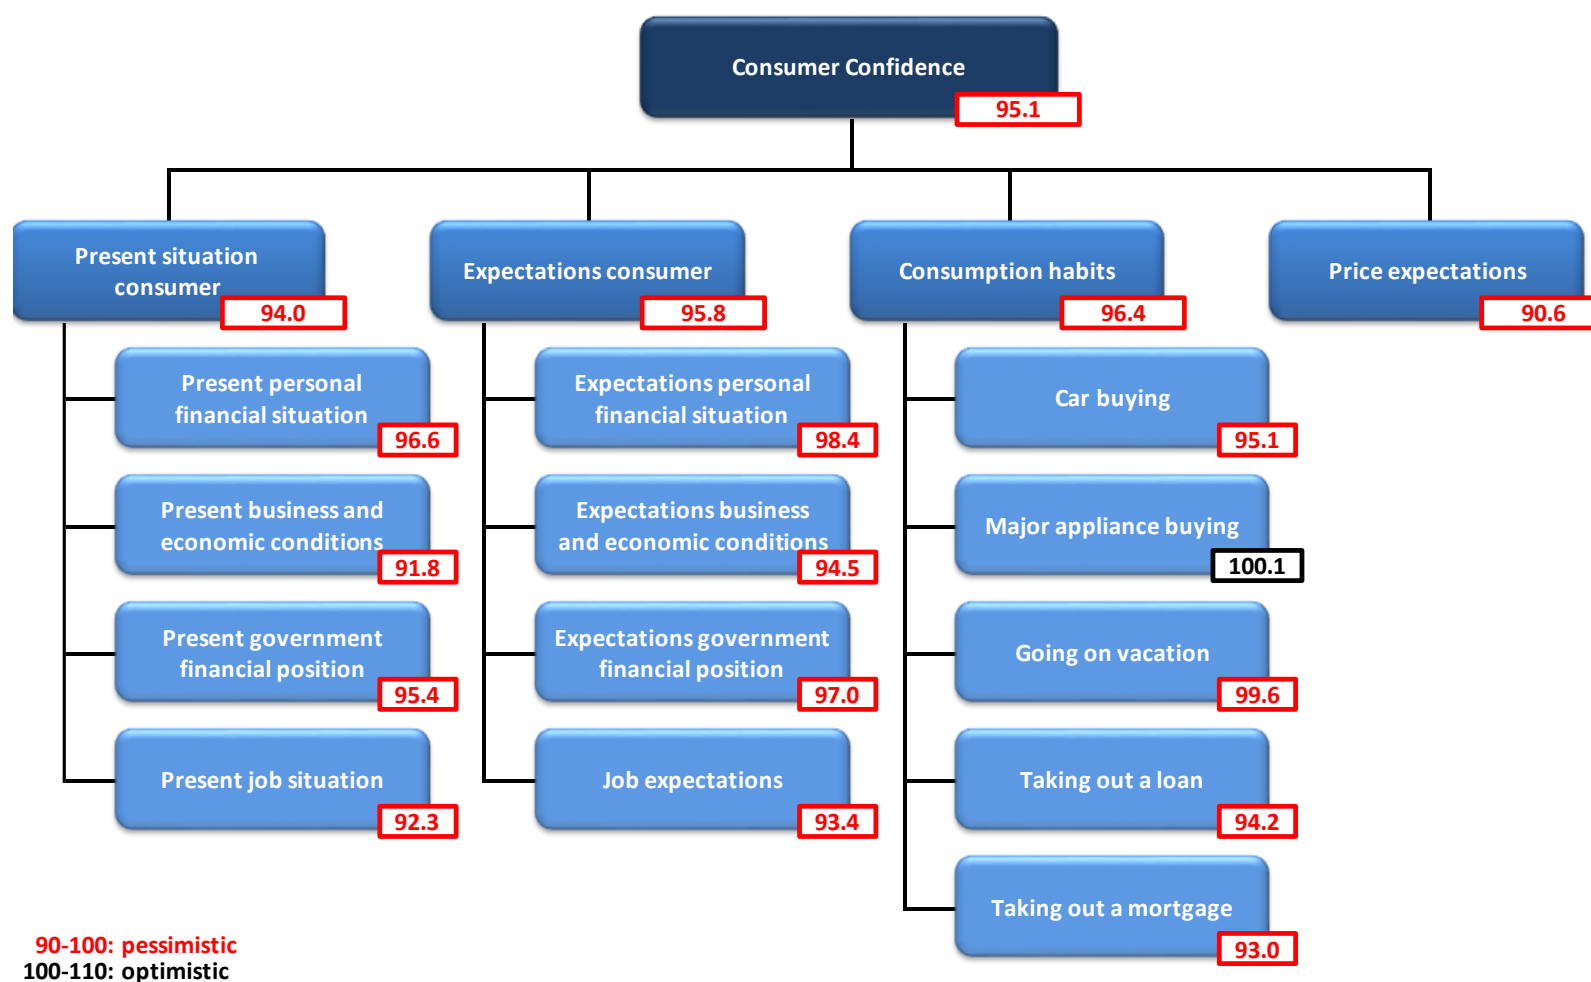 Consumer Confidence
95.1
Present situation
consumer
94.0
Expectations consumer
95.8
Consumption habits
96.4
Price expectations
90.6
Present personal
financial situation
96.6
Present business and
economic conditions
91.8
Present government
financial position
95.4
Present job situation
92.3
Expectations personal
financial situation
98.4
Expectations business
and economic conditions
94.5
Expectations government
financial position
97.0
Job expectations
93.4
Car buying
95.1
Major appliance buying
100.1
Going on vacation
99.6
Taking out a loan
94.2
Taking out a mortgage
93.0
90-100: pessimistic
100-110: optimistic